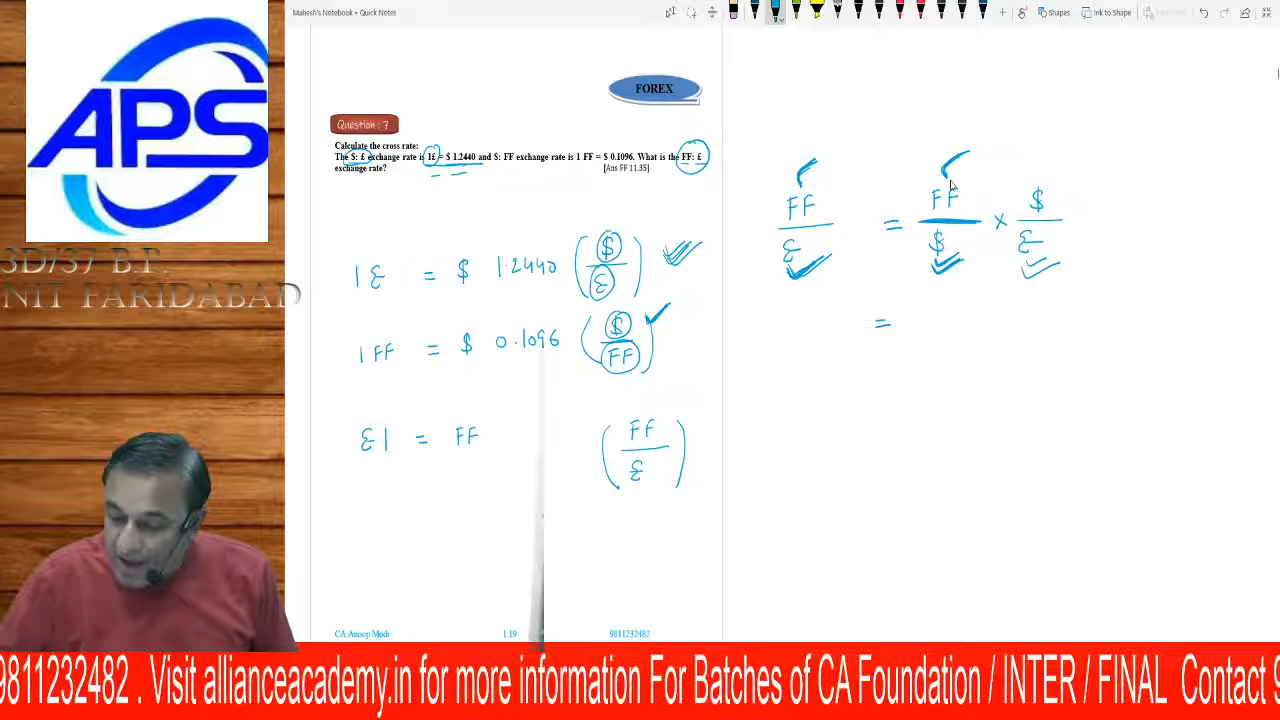 Mahesh's Notebook » Quick Notes
Shapes
Ink to Shape
APS
3D/37 B.P.
NIT FARIDABAD
FOREX
Question : 7
Calculate the cross rate:
The $: £ exchange rate is 1£ = $ 1.2440 and $: FF exchange rate is 1 FF = $ 0.1096. What is the FF: £
exchange rate? [Ans FF 11.35]
1 £ = $ 1.2440 ($/£)
1 FF = $ 0.1096 ($/FF)
£1 = FF (FF/£)
FF/£ = FF/$ × $/£
=
CA Anoop Modi 1.19 9811232482
9811232482 . Visit allianceacademy.in for more information For Batches of CA Foundation / INTER / FINAL Contact 9